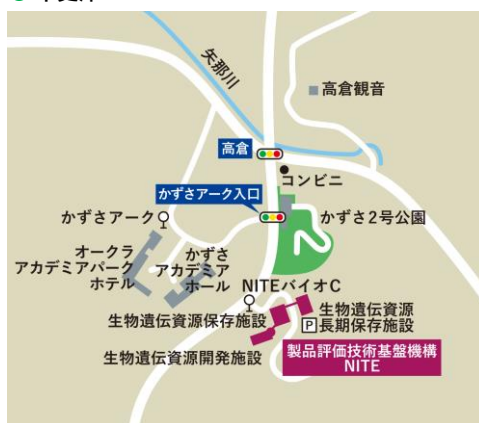 矢那川
高倉観音
高倉
コンビニ
かずさアーク入口
かずさアーク
かずさ2号公園
オークラ
アカデミアパーク
ホテル
かずさ
アカデミア
ホール
NITEバイオC
生物遺伝資源保存施設
生物遺伝資源
P長期保存施設
生物遺伝資源開発施設
製品評価技術基盤機構
NITE